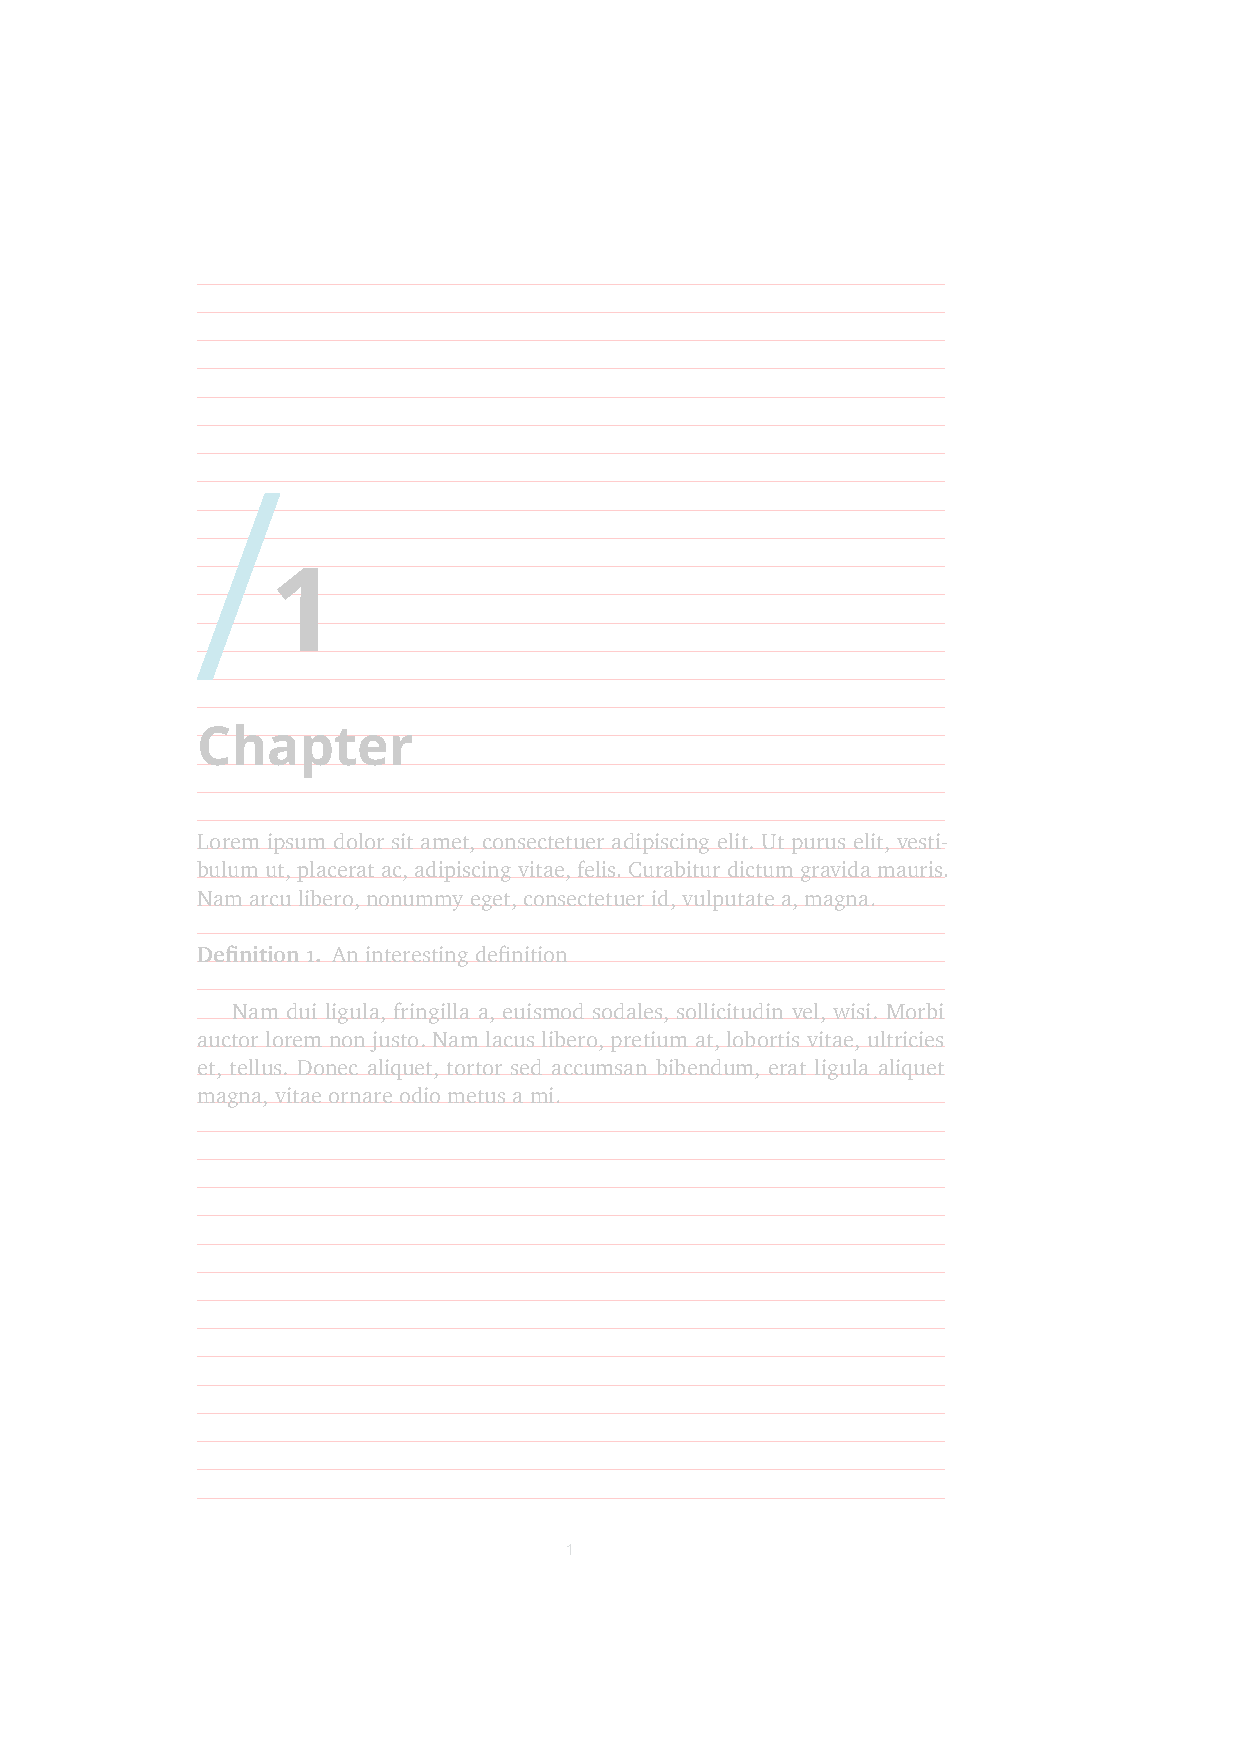 /1
Chapter
Lorem ipsum dolor sit amet, consectetuer adipiscing elit. Ut purus elit, vesti-
bulum ut, placerat ac, adipiscing vitae, felis. Curabitur dictum gravida mauris.
Nam arcu libero, nonummy eget, consectetuer id, vulputate a, magna.
Definition 1. An interesting definition
Nam dui ligula, fringilla a, euismod sodales, sollicitudin vel, wisi. Morbi
auctor lorem non justo. Nam lacus libero, pretium at, lobortis vitae, ultricies
et, tellus. Donec aliquet, tortor sed accumsan bibendum, erat ligula aliquet
magna, vitae ornare odio metus a mi.
1